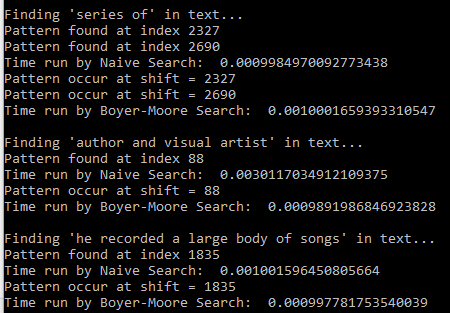 Finding 'series of' in text...
Pattern found at index 2327
Pattern found at index 2690
Time run by Naive Search:  0.0009984970092773438
Pattern occur at shift = 2327
Pattern occur at shift = 2690
Time run by Boyer-Moore Search:  0.0010001659393310547

Finding 'author and visual artist' in text...
Pattern found at index 88
Time run by Naive Search:  0.0030117034912109375
Pattern occur at shift = 88
Time run by Boyer-Moore Search:  0.0009891986846923828

Finding 'he recorded a large body of songs' in text...
Pattern found at index 1835
Time run by Naive Search:  0.001001596450805664
Pattern occur at shift = 1835
Time run by Boyer-Moore Search:  0.000997781753540039